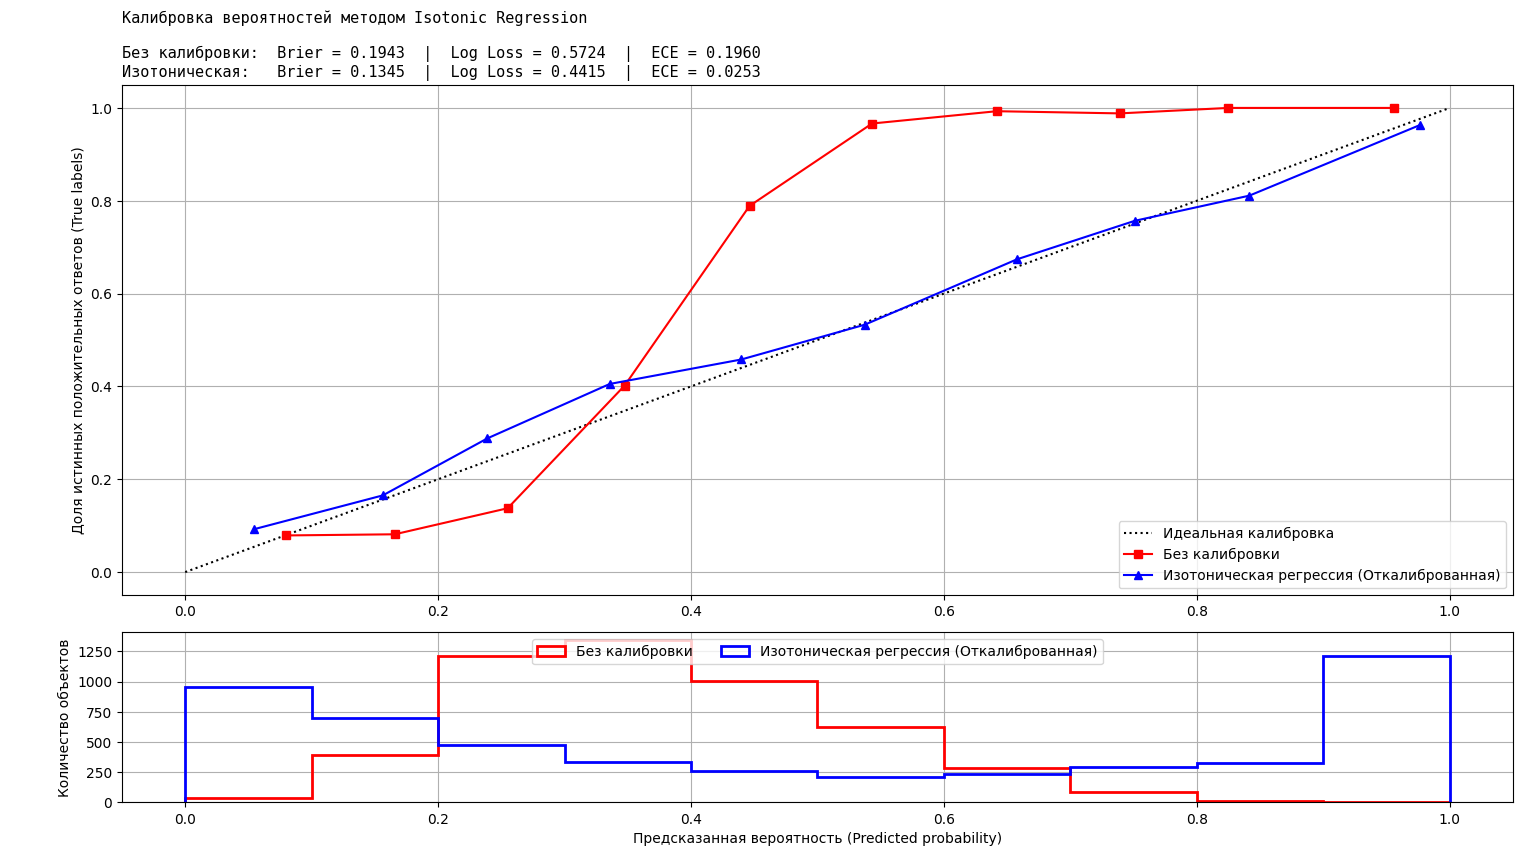 Калибровка вероятностей методом Isotonic Regression
Без калибровки:  Brier = 0.1943  |  Log Loss = 0.5724  |  ECE = 0.1960
Изотоническая:   Brier = 0.1345  |  Log Loss = 0.4415  |  ECE = 0.0253
Доля истинных положительных ответов (True labels)
1.0
0.8
0.6
0.4
0.2
0.0
Идеальная калибровка
Без калибровки
Изотоническая регрессия (Откалиброванная)
0.0 0.2 0.4 0.6 0.8 1.0
Количество объектов
1250
1000
750
500
250
0
Без калибровки Изотоническая регрессия (Откалиброванная)
0.0 0.2 0.4 0.6 0.8 1.0
Предсказанная вероятность (Predicted probability)